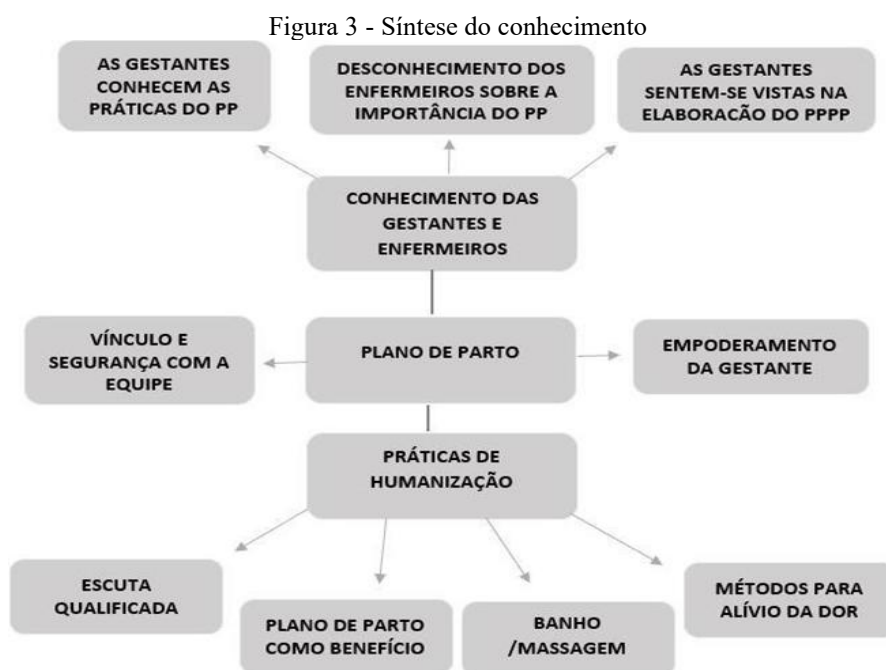 Figura 3 - Síntese do conhecimento
AS GESTANTES
CONHECEM AS
PRÁTICAS DO PP
DESCONHECIMENTO DOS
ENFERMEIROS SOBRE A
IMPORTÂNCIA DO PP
AS GESTANTES
SENTEM-SE VISTAS NA
ELABORACÃO DO PPPP
CONHECIMENTO DAS
GESTANTES E
ENFERMEIROS
VÍNCULO E
SEGURANÇA COM A
EQUIPE
PLANO DE PARTO
EMPODERAMENTO
DA GESTANTE
PRÁTICAS DE
HUMANIZAÇÃO
ESCUTA
QUALIFICADA
PLANO DE PARTO
COMO BENEFÍCIO
BANHO
/MASSAGEM
MÉTODOS PARA
ALÍVIO DA DOR